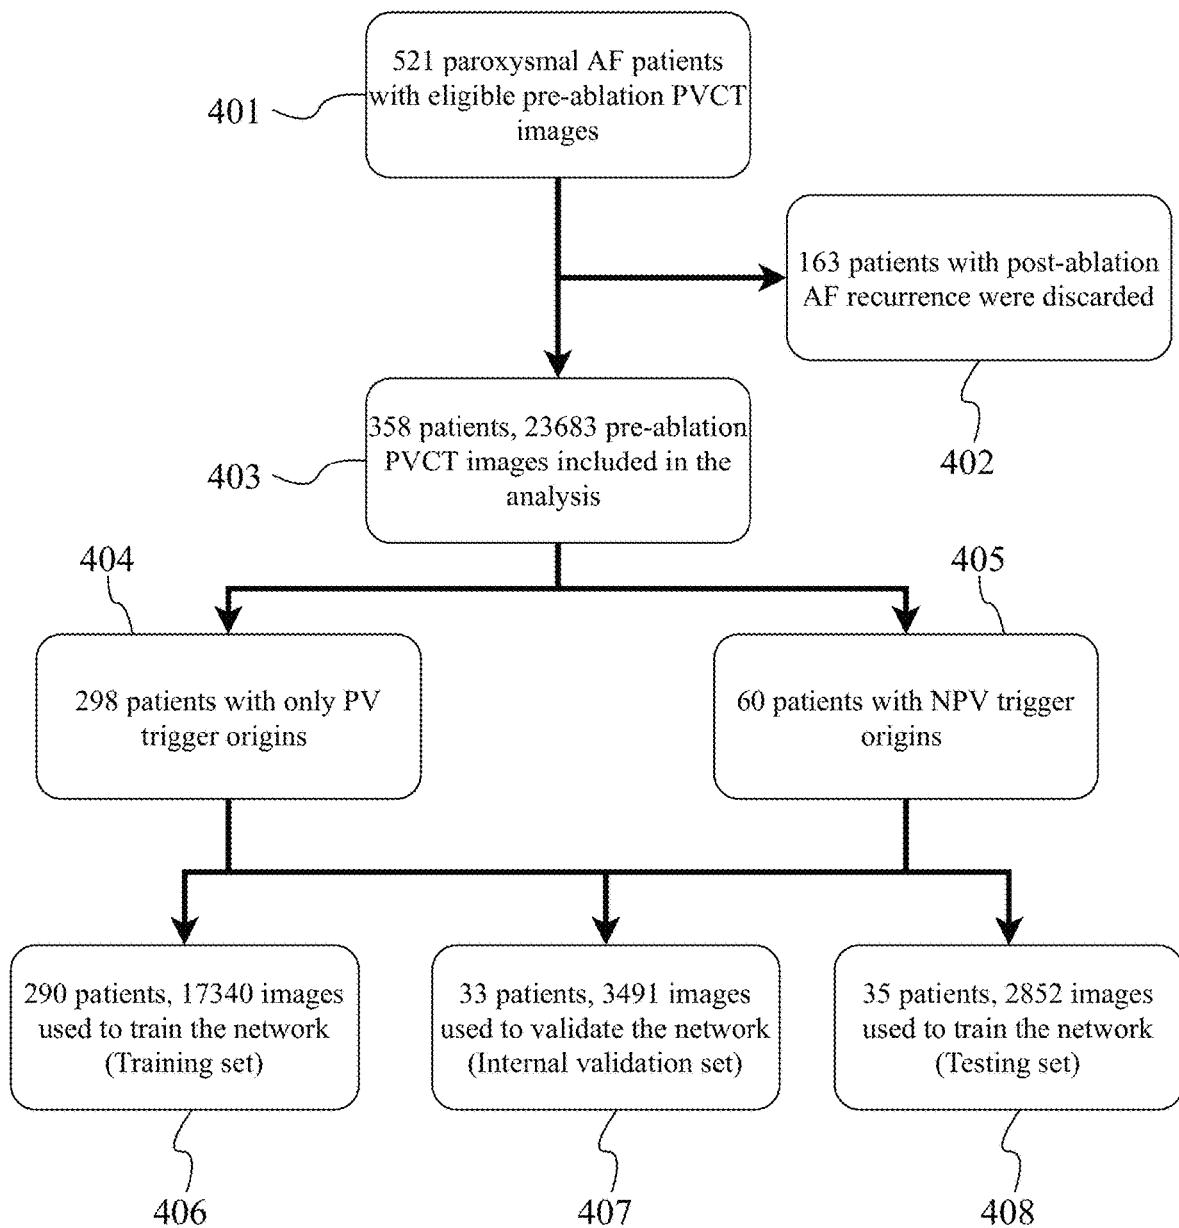 521 paroxysmal AF patients
with eligible pre-ablation PVCT
images
401
163 patients with post-ablation
AF recurrence were discarded
402
358 patients, 23683 pre-ablation
PVCT images included in the
analysis
403
404
405
298 patients with only PV
trigger origins
60 patients with NPV trigger
origins
290 patients, 17340 images
used to train the network
(Training set)
33 patients, 3491 images
used to validate the network
(Internal validation set)
35 patients, 2852 images
used to train the network
(Testing set)
406
407
408